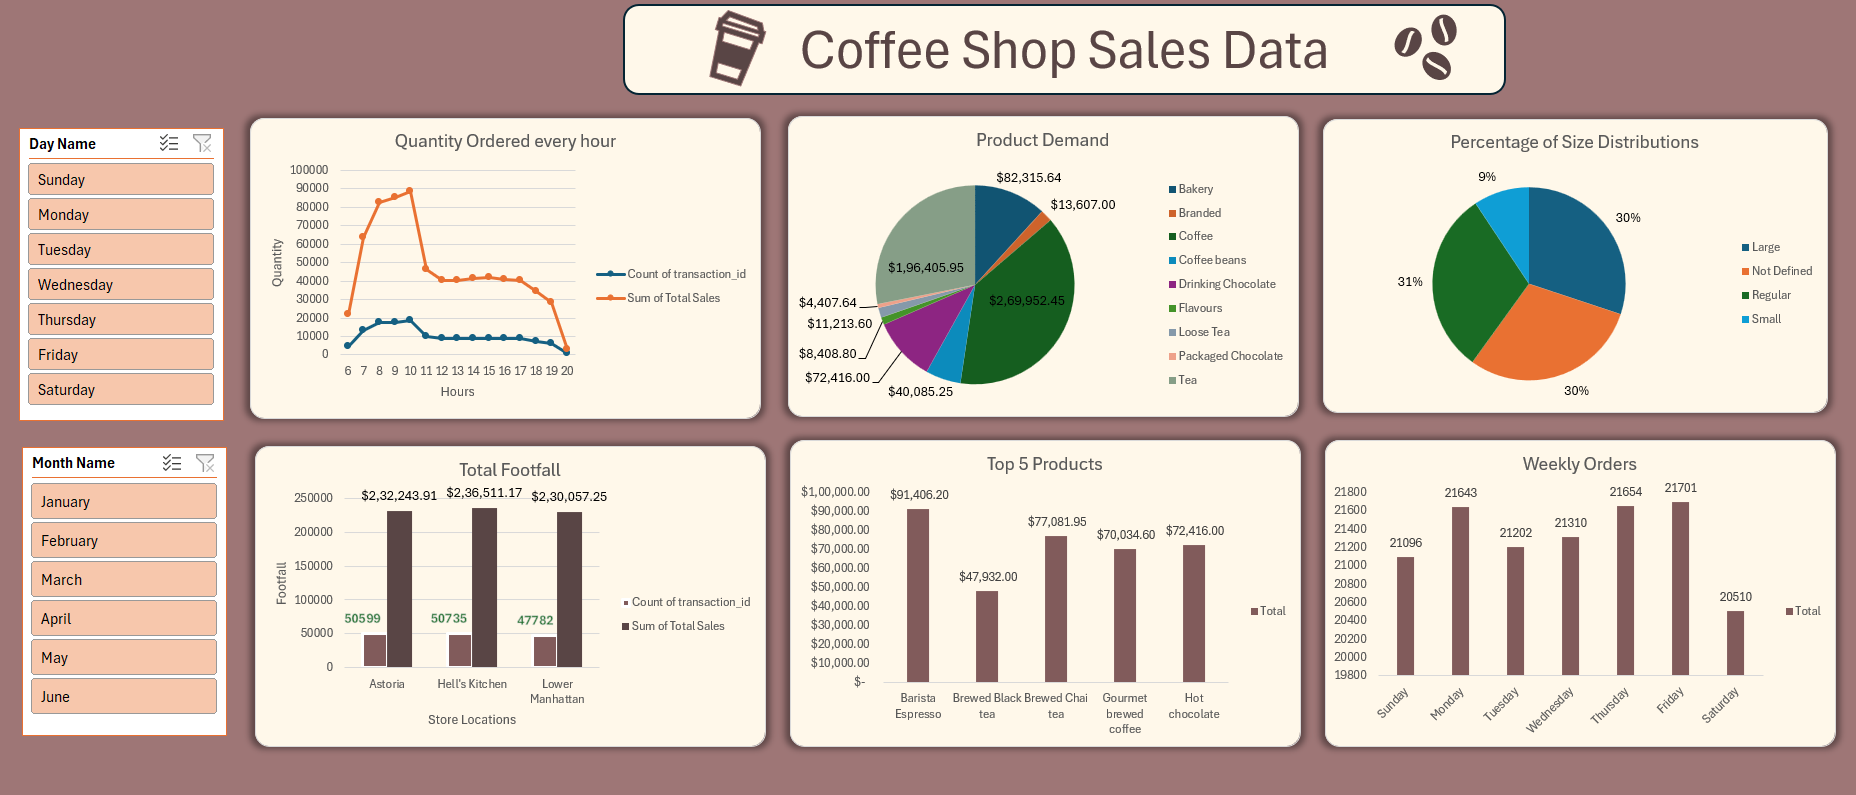 Coffee Shop Sales Data
Day Name
Sunday
Monday
Tuesday
Wednesday
Thursday
Friday
Saturday
Month Name
January
February
March
April
May
June
Quantity Ordered every hour
100000
90000
80000
70000
60000
50000
40000
30000
20000
10000
0
Quantity
6 7 8 9 10 11 12 13 14 15 16 17 18 19 20
Hours
Count of transaction_id
Sum of Total Sales
Product Demand
$82,315.64
$13,607.00
$2,69,952.45
$40,085.25
$72,416.00
$8,408.80
$11,213.60
$4,407.64
$1,96,405.95
Bakery
Branded
Coffee
Coffee beans
Drinking Chocolate
Flavours
Loose Tea
Packaged Chocolate
Tea
Percentage of Size Distributions
9%
30%
31%
30%
Large
Not Defined
Regular
Small
Total Footfall
250000
200000
150000
100000
50000
0
Footfall
$2,32,243.91 $2,36,511.17 $2,30,057.25
50599 50735 47782
Astoria Hell's Kitchen Lower
Manhattan
Store Locations
Count of transaction_id
Sum of Total Sales
Top 5 Products
$1,00,000.00
$90,000.00
$80,000.00
$70,000.00
$60,000.00
$50,000.00
$40,000.00
$30,000.00
$20,000.00
$10,000.00
$-
$91,406.20
$47,932.00
$77,081.95
$70,034.60
$72,416.00
Barista Brewed Black Brewed Chai Gourmet Hot
Espresso tea tea brewed chocolate
coffee
Total
Weekly Orders
21800
21600
21400
21200
21000
20800
20600
20400
20200
20000
19800
21096
21643
21202
21310
21654
21701
20510
Sunday
Monday
Tuesday
Wednesday
Thursday
Friday
Saturday
Total